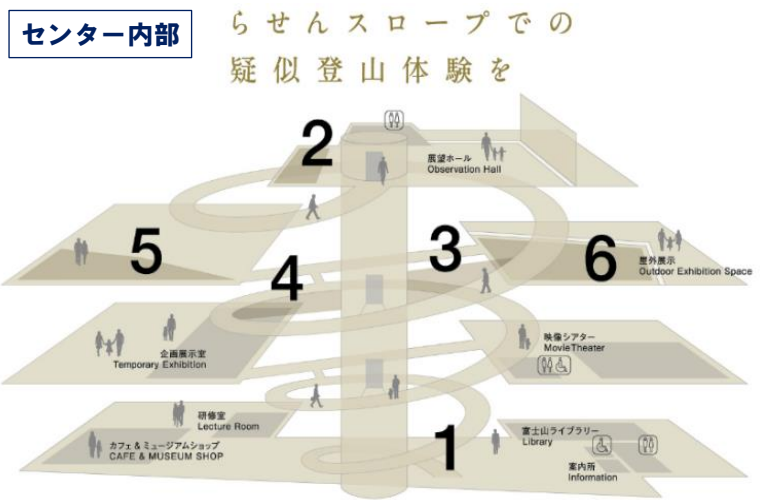 センター内部
らせんスロープでの
疑似登山体験を
2
展望ホール
Observation Hall
5
3
6
屋外展示
Outdoor Exhibition Space
4
企画展示室
Temporary Exhibition
映像シアター
MovieTheater
研修室
Lecture Room
カフェ&ミュージアムショップ
CAFE & MUSEUM SHOP
1
富士山ライブラリー
Library
案内所
Information